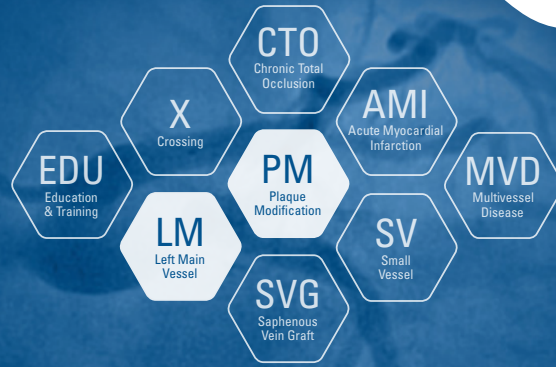 CTO
Chronic Total
Occlusion
X
Crossing
AMI
Acute Myocardial
Infarction
EDU
Education
& Training
PM
Plaque
Modification
MVD
Multivessel
Disease
LM
Left Main
Vessel
SV
Small
Vessel
SVG
Saphenous
Vein Graft